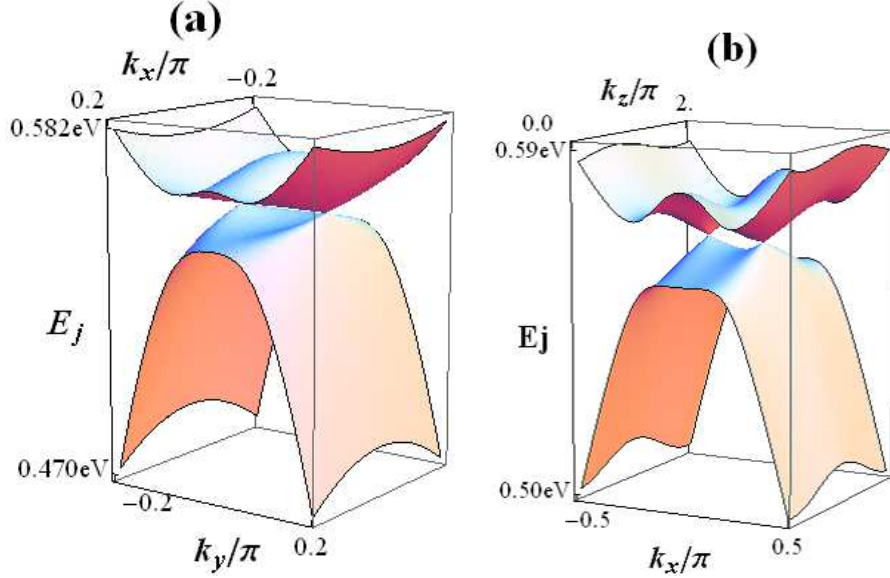 (a)
k_x/π
−0.2
0.2
0.582eV
E_j
0.470eV
−0.2
k_y/π
0.2
(b)
k_z/π
0.0
2.
0.59eV
Ej
0.50eV
−0.5
k_x/π
0.5